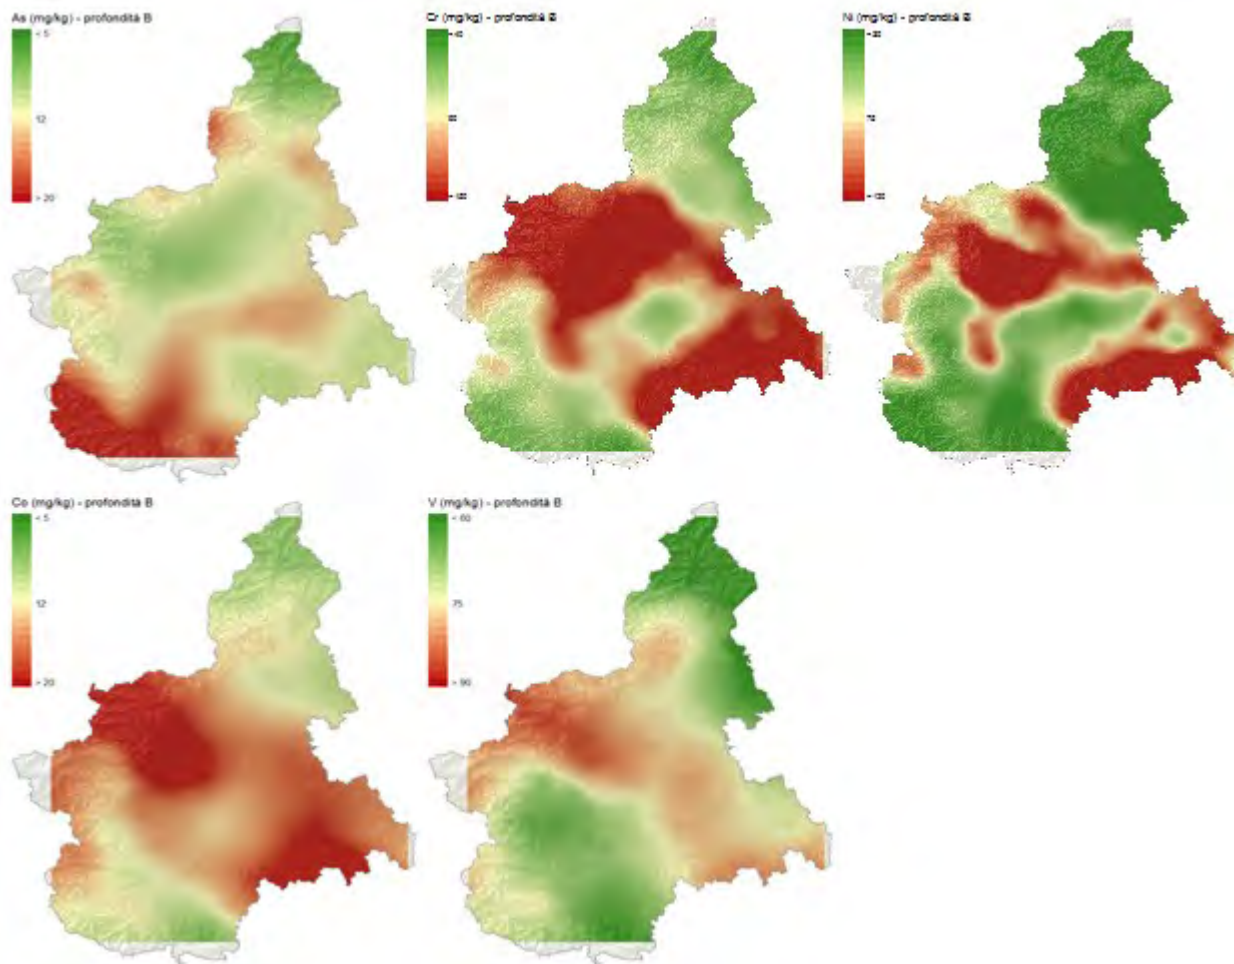 As (mg/kg) - profondità B
< 5
12
> 20
Cr (mg/kg) - profondità B
Ni (mg/kg) - profondità B
Co (mg/kg) - profondità B
< 5
12
> 20
V (mg/kg) - profondità B
< 60
75
> 90